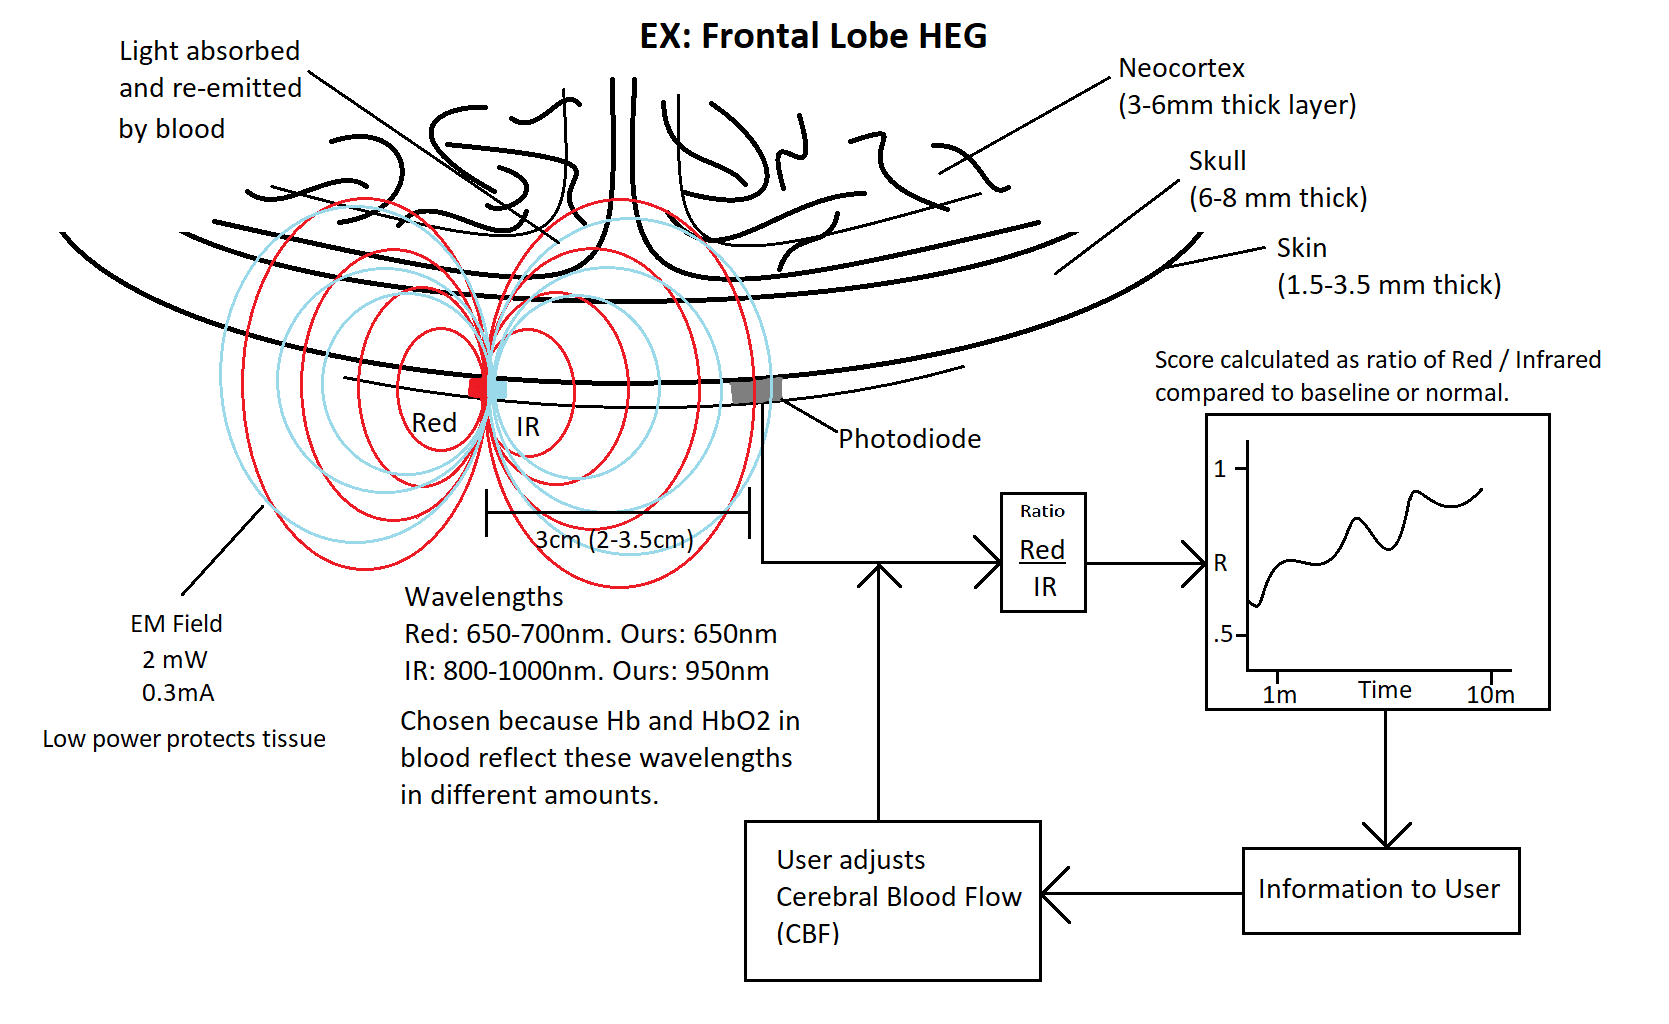 EX: Frontal Lobe HEG
Light absorbed
and re-emitted
by blood
Neocortex
(3-6mm thick layer)
Skull
(6-8 mm thick)
Skin
(1.5-3.5 mm thick)
Score calculated as ratio of Red / Infrared
compared to baseline or normal.
Red
IR
Photodiode
3cm (2-3.5cm)
Ratio
Red
IR
1
R
.5
1m
Time
10m
EM Field
2 mW
0.3mA
Low power protects tissue
Wavelengths
Red: 650-700nm. Ours: 650nm
IR: 800-1000nm. Ours: 950nm
Chosen because Hb and HbO2 in
blood reflect these wavelengths
in different amounts.
User adjusts
Cerebral Blood Flow
(CBF)
Information to User